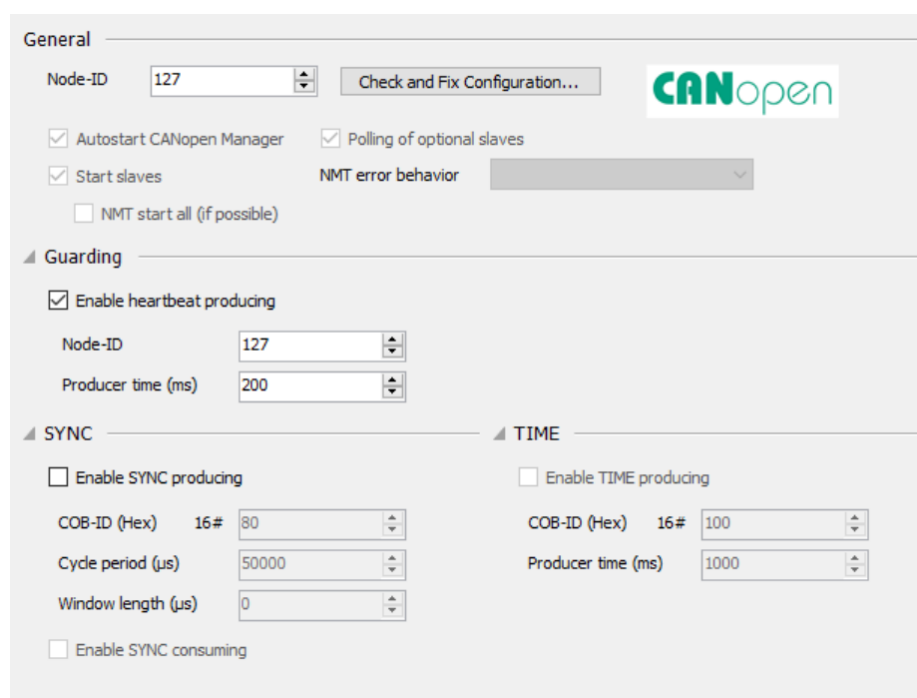 General
Node-ID 127 Check and Fix Configuration... CANopen
Autostart CANopen Manager Polling of optional slaves
Start slaves NMT error behavior
NMT start all (if possible)
Guarding
Enable heartbeat producing
Node-ID 127
Producer time (ms) 200
SYNC TIME
Enable SYNC producing Enable TIME producing
COB-ID (Hex) 16# 80 COB-ID (Hex) 16# 100
Cycle period (µs) 50000 Producer time (ms) 1000
Window length (µs) 0
Enable SYNC consuming